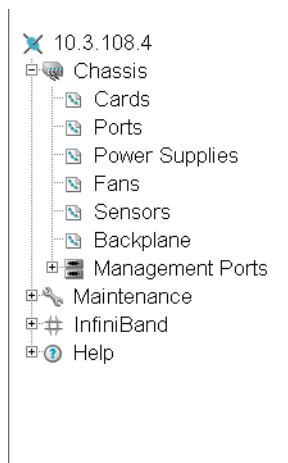 10.3.108.4
Chassis
Cards
Ports
Power Supplies
Fans
Sensors
Backplane
Management Ports
Maintenance
InfiniBand
Help